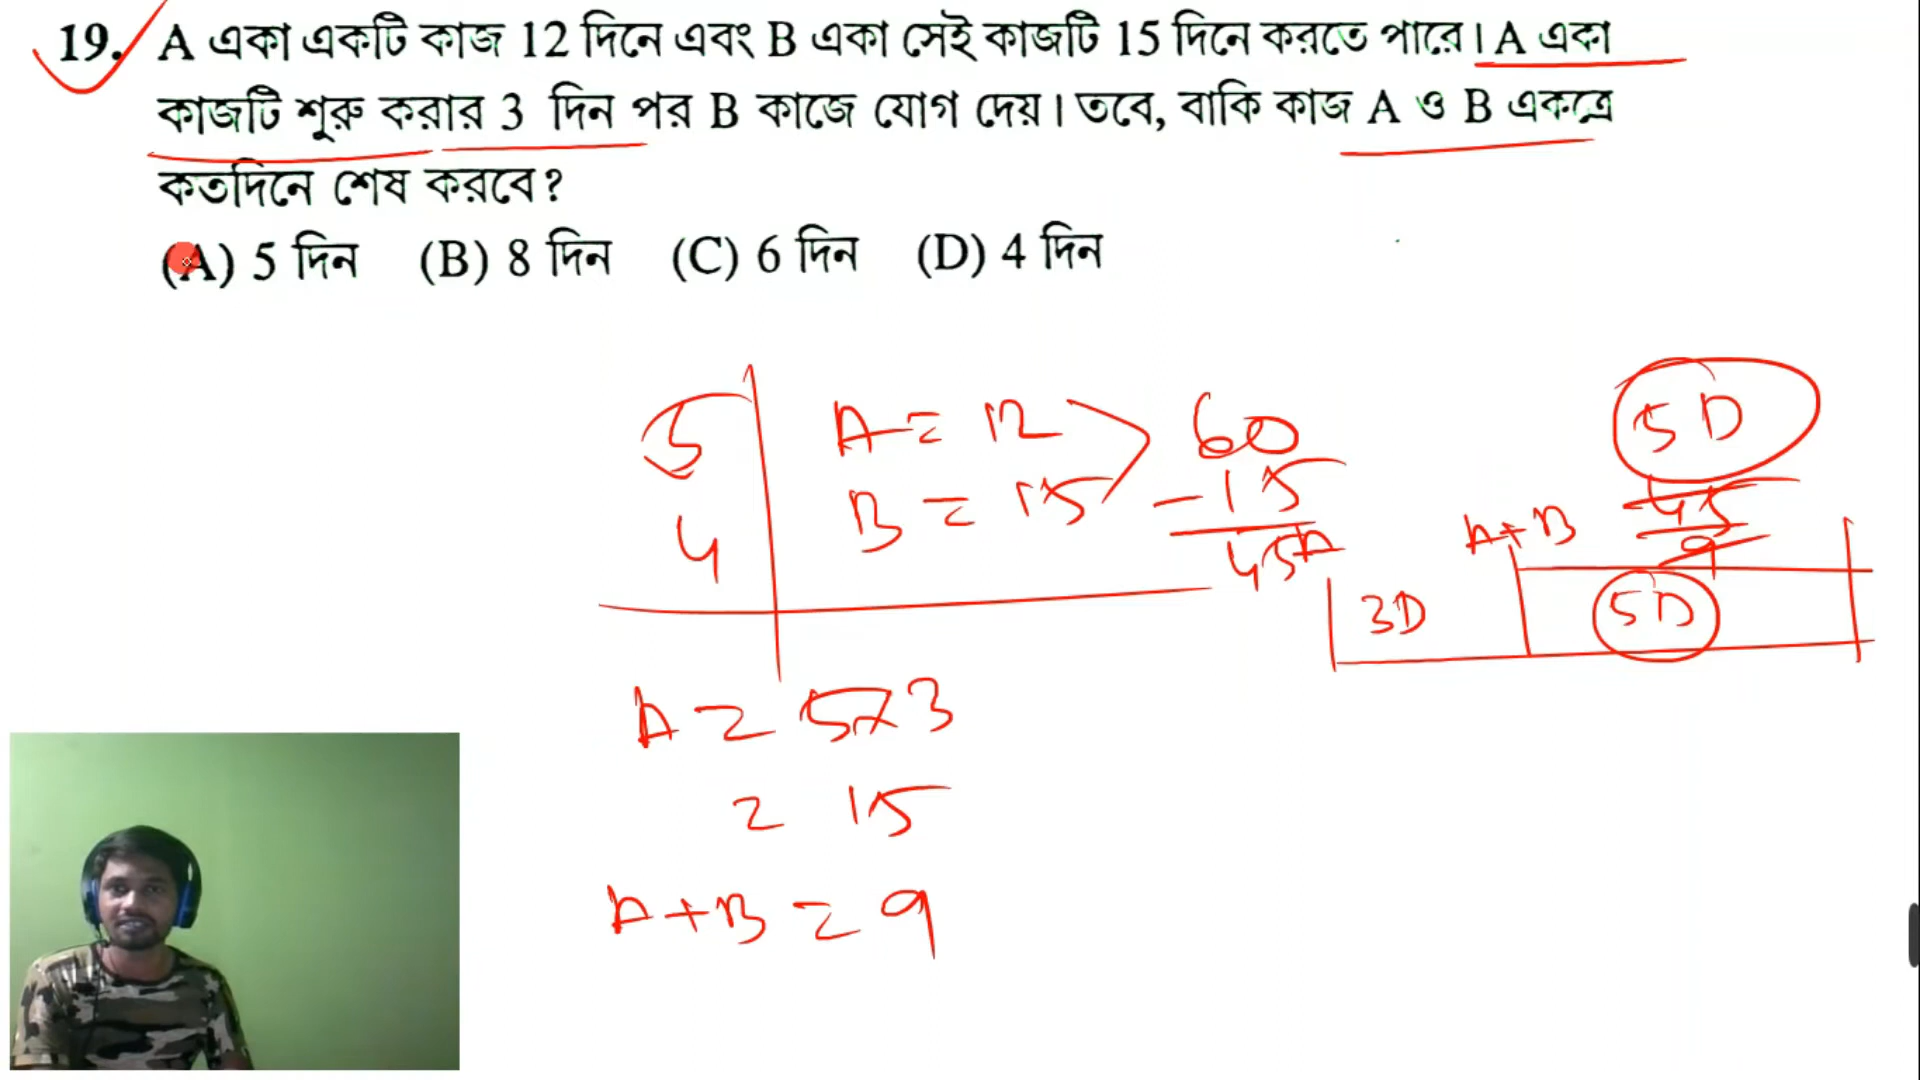 19. A একা একটি কাজ 12 দিনে এবং B একা সেই কাজটি 15 দিনে করতে পারে। A একা
কাজটি শুরু করার 3 দিন পর B কাজে যোগ দেয়। তবে, বাকি কাজ A ও B একত্রে
কতদিনে শেষ করবে?
(A) 5 দিন (B) 8 দিন (C) 6 দিন (D) 4 দিন
5 A = 12 60
4 B = 15 - 15
45
5 D
45
9
A+B
3D 5D
A = 5×3
= 15
A+B = 9